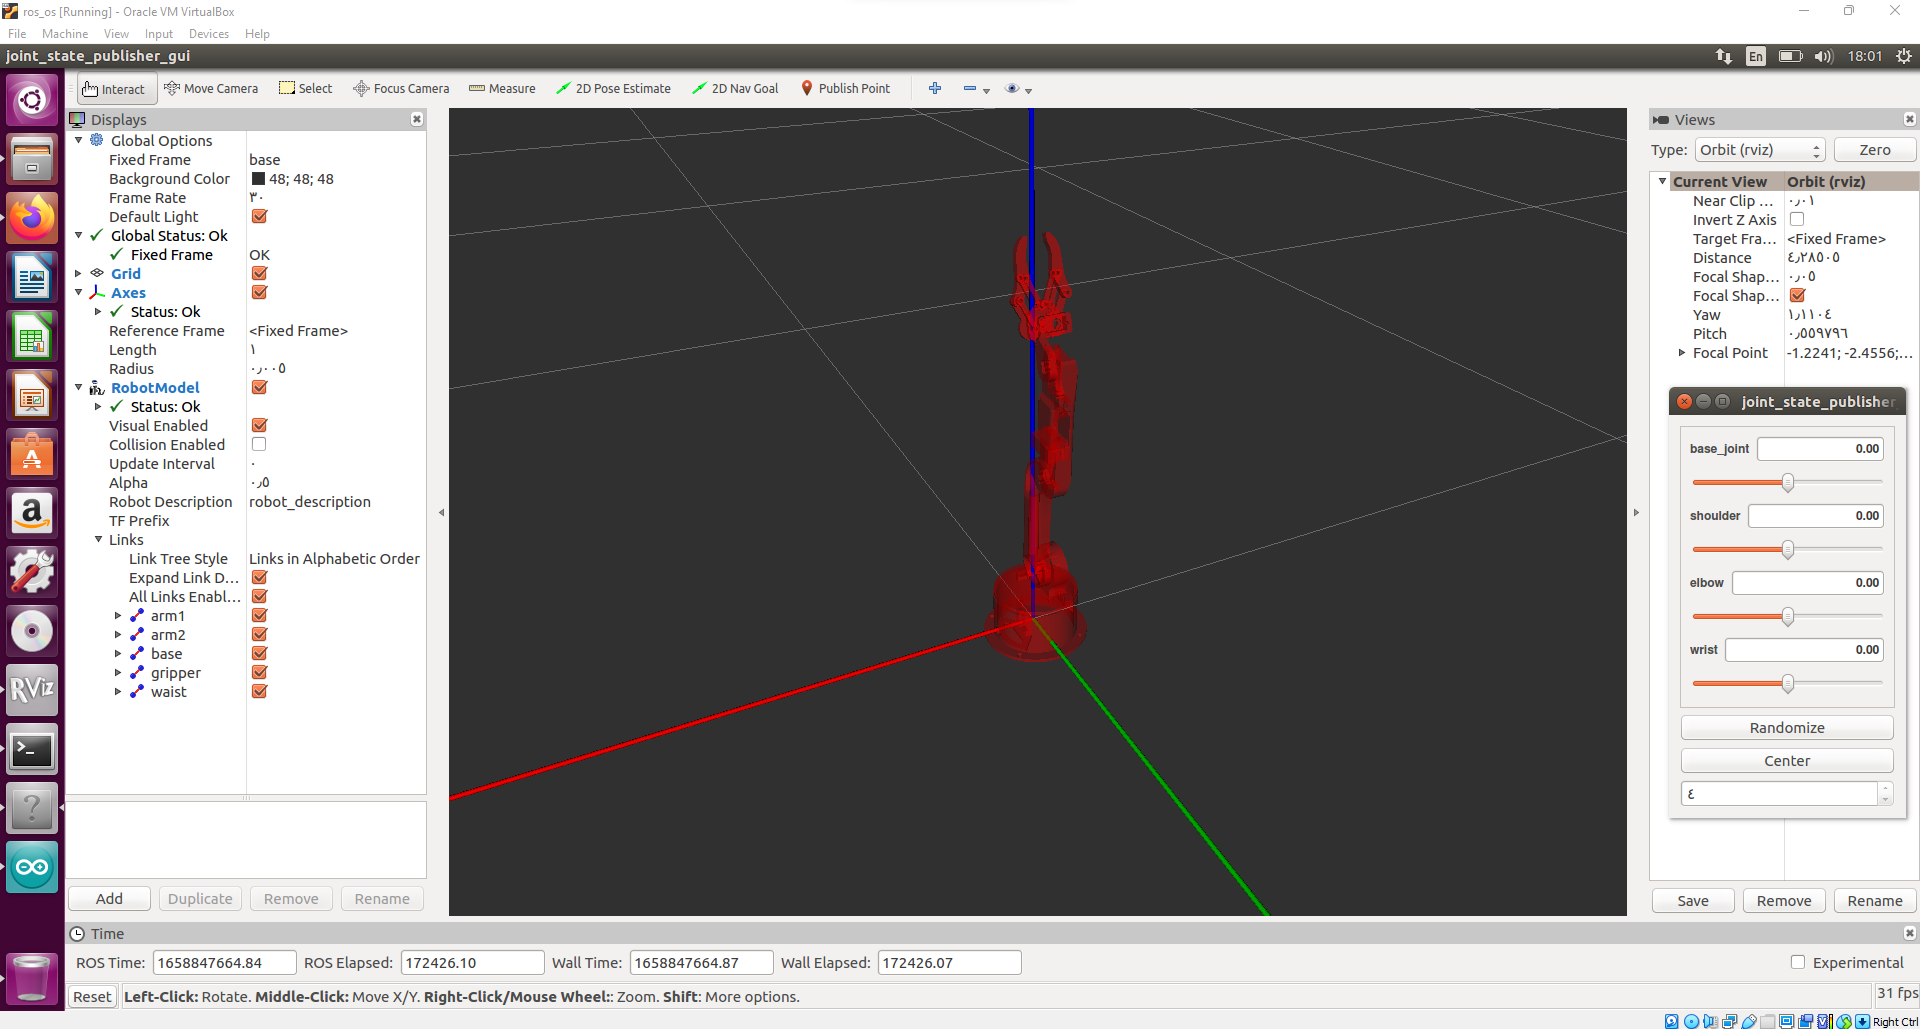 ros_os [Running] - Oracle VM VirtualBox
File Machine View Input Devices Help
joint_state_publisher_gui
En 18:01
Interact Move Camera Select Focus Camera Measure 2D Pose Estimate 2D Nav Goal Publish Point
Displays
Global Options
Fixed Frame base
Background Color 48; 48; 48
Frame Rate ٣٠
Default Light
Global Status: Ok
Fixed Frame OK
Grid
Axes
Status: Ok
Reference Frame <Fixed Frame>
Length ١
Radius ٠٫٠٠٥
RobotModel
Status: Ok
Visual Enabled
Collision Enabled
Update Interval ٠
Alpha ٠٫٥
Robot Description robot_description
TF Prefix
Links
Link Tree Style Links in Alphabetic Order
Expand Link D...
All Links Enabl...
arm1
arm2
base
gripper
waist
Add Duplicate Remove Rename
Views
Type: Orbit (rviz) Zero
Current View Orbit (rviz)
Near Clip ... ٠٫٠١
Invert Z Axis
Target Fra... <Fixed Frame>
Distance ٤٫٢٨٥٠٥
Focal Shap... ٠٫٠٥
Focal Shap...
Yaw ١٫١١٠٤
Pitch ٠٫٥٥٩٧٩٦
Focal Point -1.2241; -2.4556;...
joint_state_publisher
base_joint 0.00
shoulder 0.00
elbow 0.00
wrist 0.00
Randomize
Center
٤
Save Remove Rename
a
RViz
>_
?
Time
ROS Time: 1658847664.84 ROS Elapsed: 172426.10 Wall Time: 1658847664.87 Wall Elapsed: 172426.07 Experimental
Reset Left-Click: Rotate. Middle-Click: Move X/Y. Right-Click/Mouse Wheel:: Zoom. Shift: More options. 31 fps
Right Ctrl